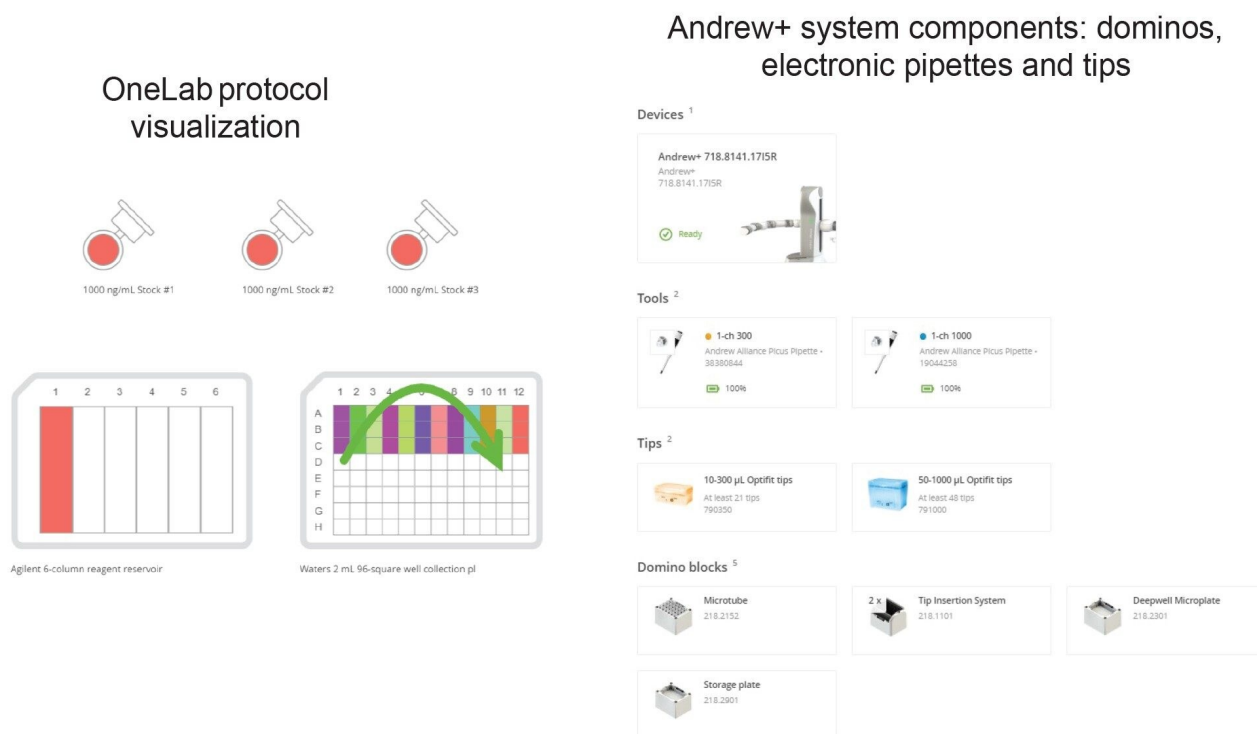 OneLab protocol
visualization
1000 ng/mL Stock #1
1000 ng/mL Stock #2
1000 ng/mL Stock #3
1 2 3 4 5 6
Agilent 6-column reagent reservoir
1 2 3 4 8 9 10 11 12
A
B
C
D
E
F
G
H
Waters 2 mL 96-square well collection pl
Andrew+ system components: dominos,
electronic pipettes and tips
Devices 1
Andrew+ 718.8141.17I5R
Andrew+
718.8141.17I5R
Ready
Tools 2
1-ch 300
Andrew Alliance Picus Pipette -
38380844
100%
1-ch 1000
Andrew Alliance Picus Pipette -
19044258
100%
Tips 2
10-300 µL Optifit tips
At least 21 tips
790350
50-1000 µL Optifit tips
At least 48 tips
791000
Domino blocks 5
Microtube
218.2152
2 x
Tip Insertion System
218.1101
Deepwell Microplate
218.2301
Storage plate
218.2901